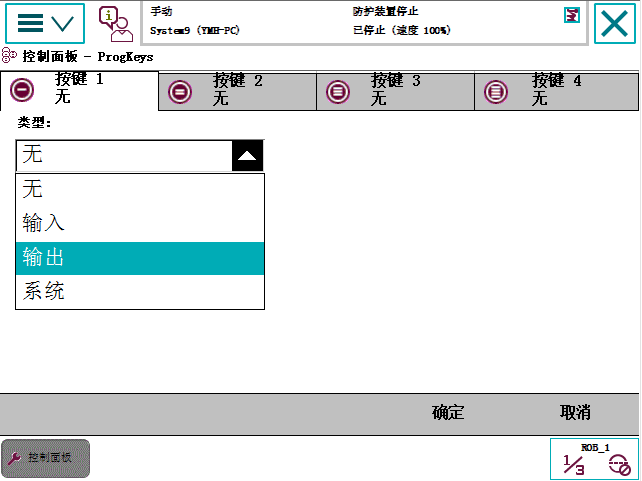 手动
防护装置停止
System9 (YMH-PC)
已停止 (速度 100%)
控制面板 - ProgKeys
按键 1
无
按键 2
无
按键 3
无
按键 4
无
类型:
无
无
输入
输出
系统
确定
取消
控制面板
ROB_1
1/3